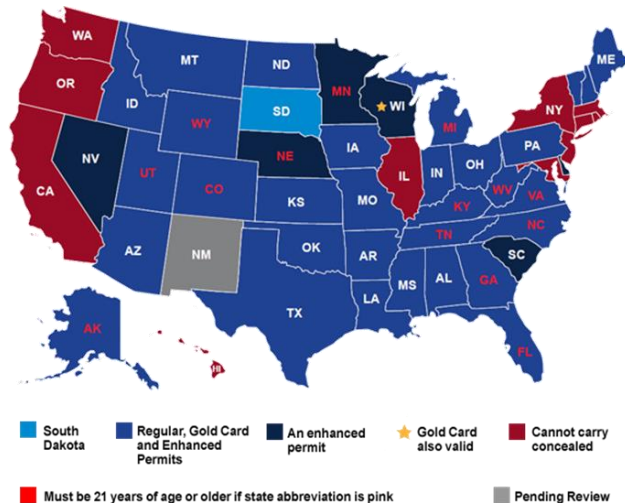 WA
MT
ND
ME
OR
ID
MN
WI
SD
WY
MI
NY
NE
IA
PA
NV
UT
CO
IL
IN
OH
CA
KS
MO
WV
VA
KY
NC
TN
AZ
NM
OK
AR
SC
MS
AL
GA
LA
TX
AK
HI
FL
South Dakota
Regular, Gold Card and Enhanced Permits
An enhanced permit
Gold Card also valid
Cannot carry concealed
Must be 21 years of age or older if state abbreviation is pink
Pending Review